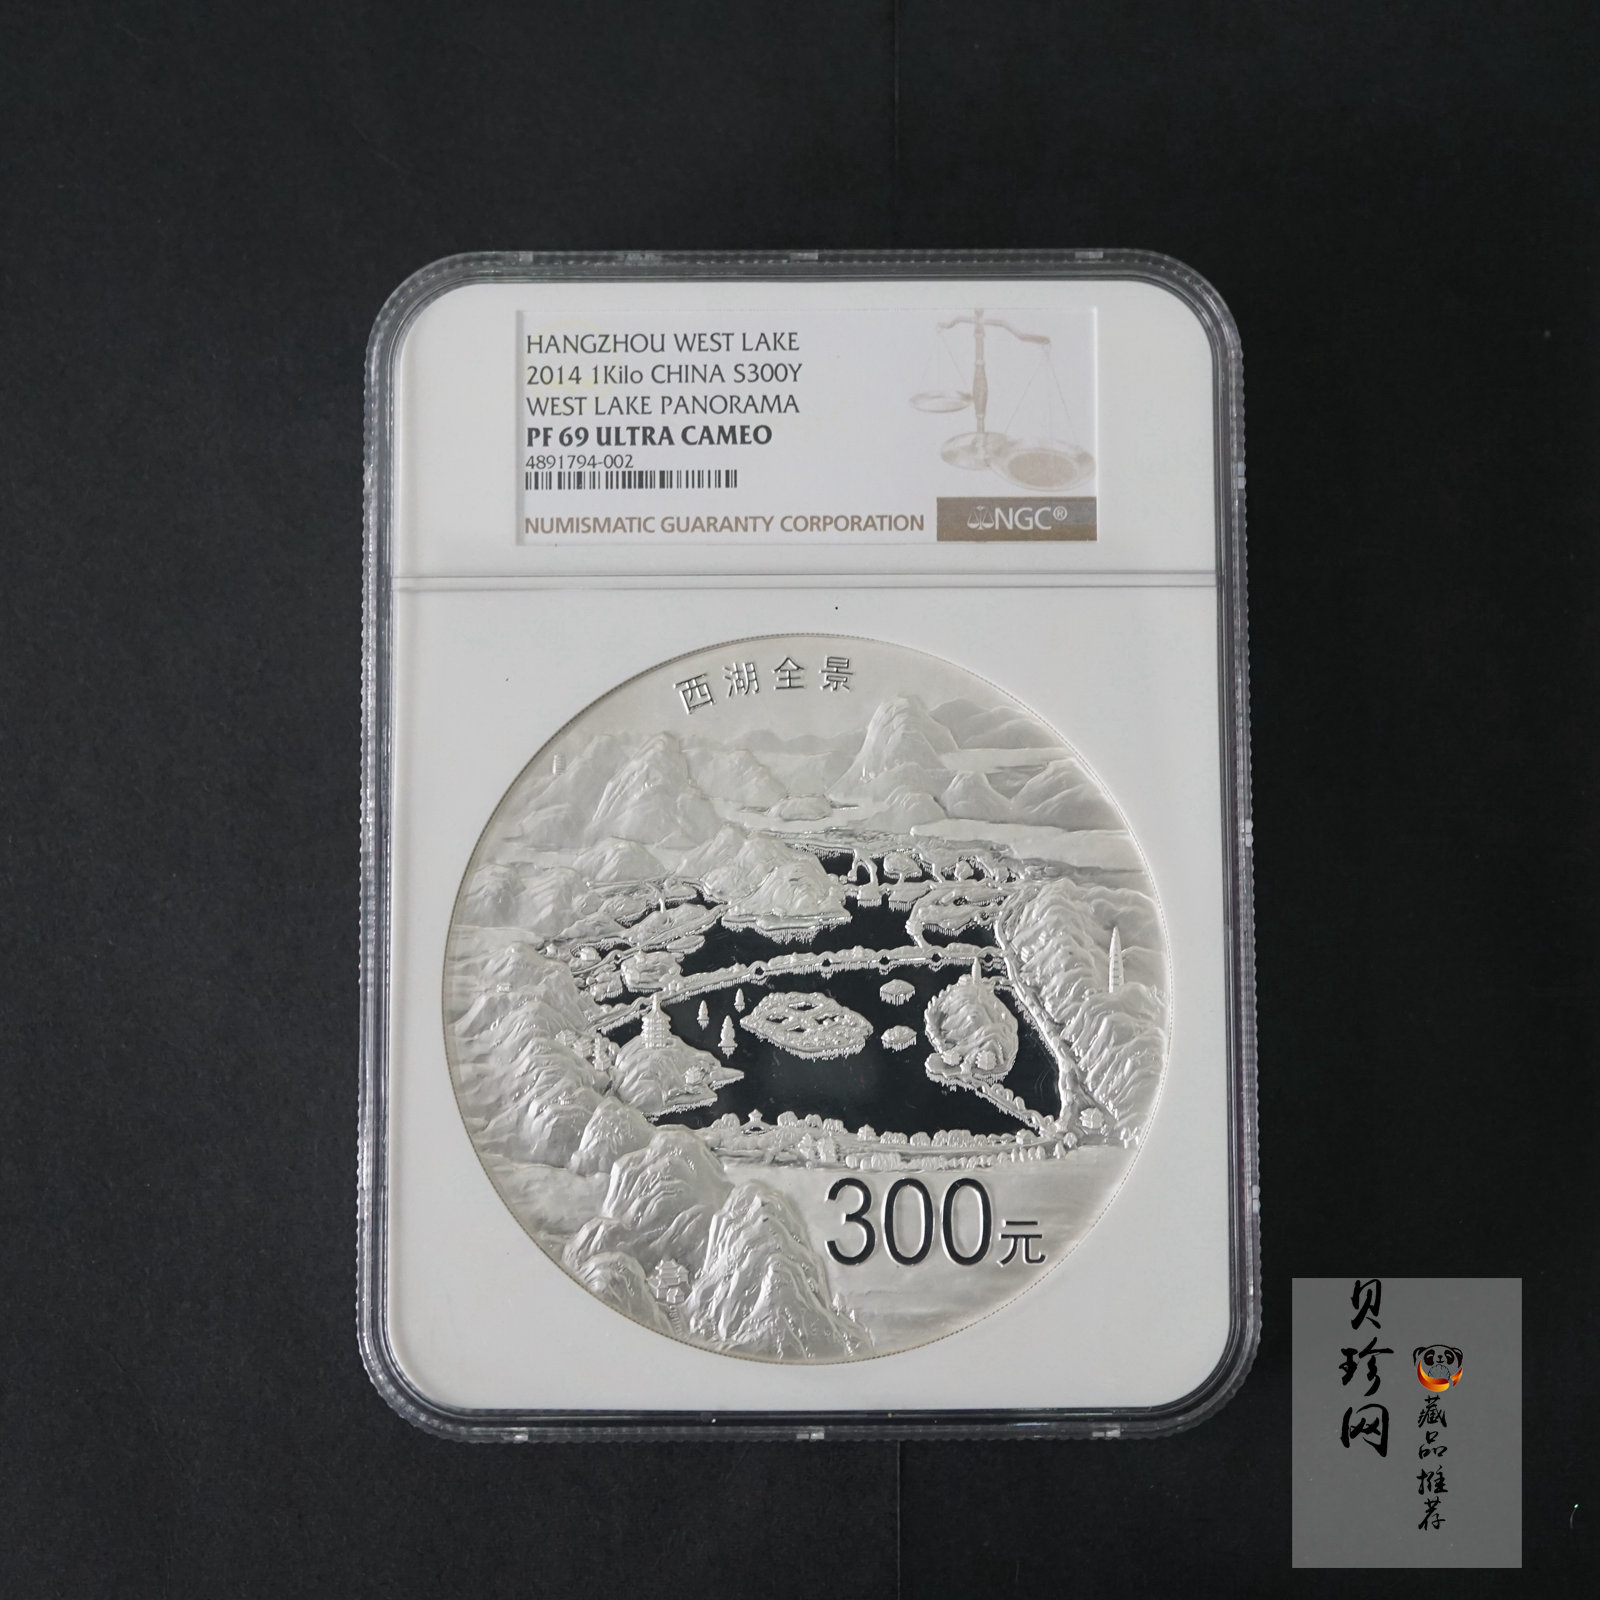 HANGZHOU WEST LAKE
2014 1Kilo CHINA S300Y
WEST LAKE PANORAMA
PF 69 ULTRA CAMEO
4891794-002
NUMISMATIC GUARANTY CORPORATION
NGC®
西湖全景
300元
贝珍网
藏品推荐